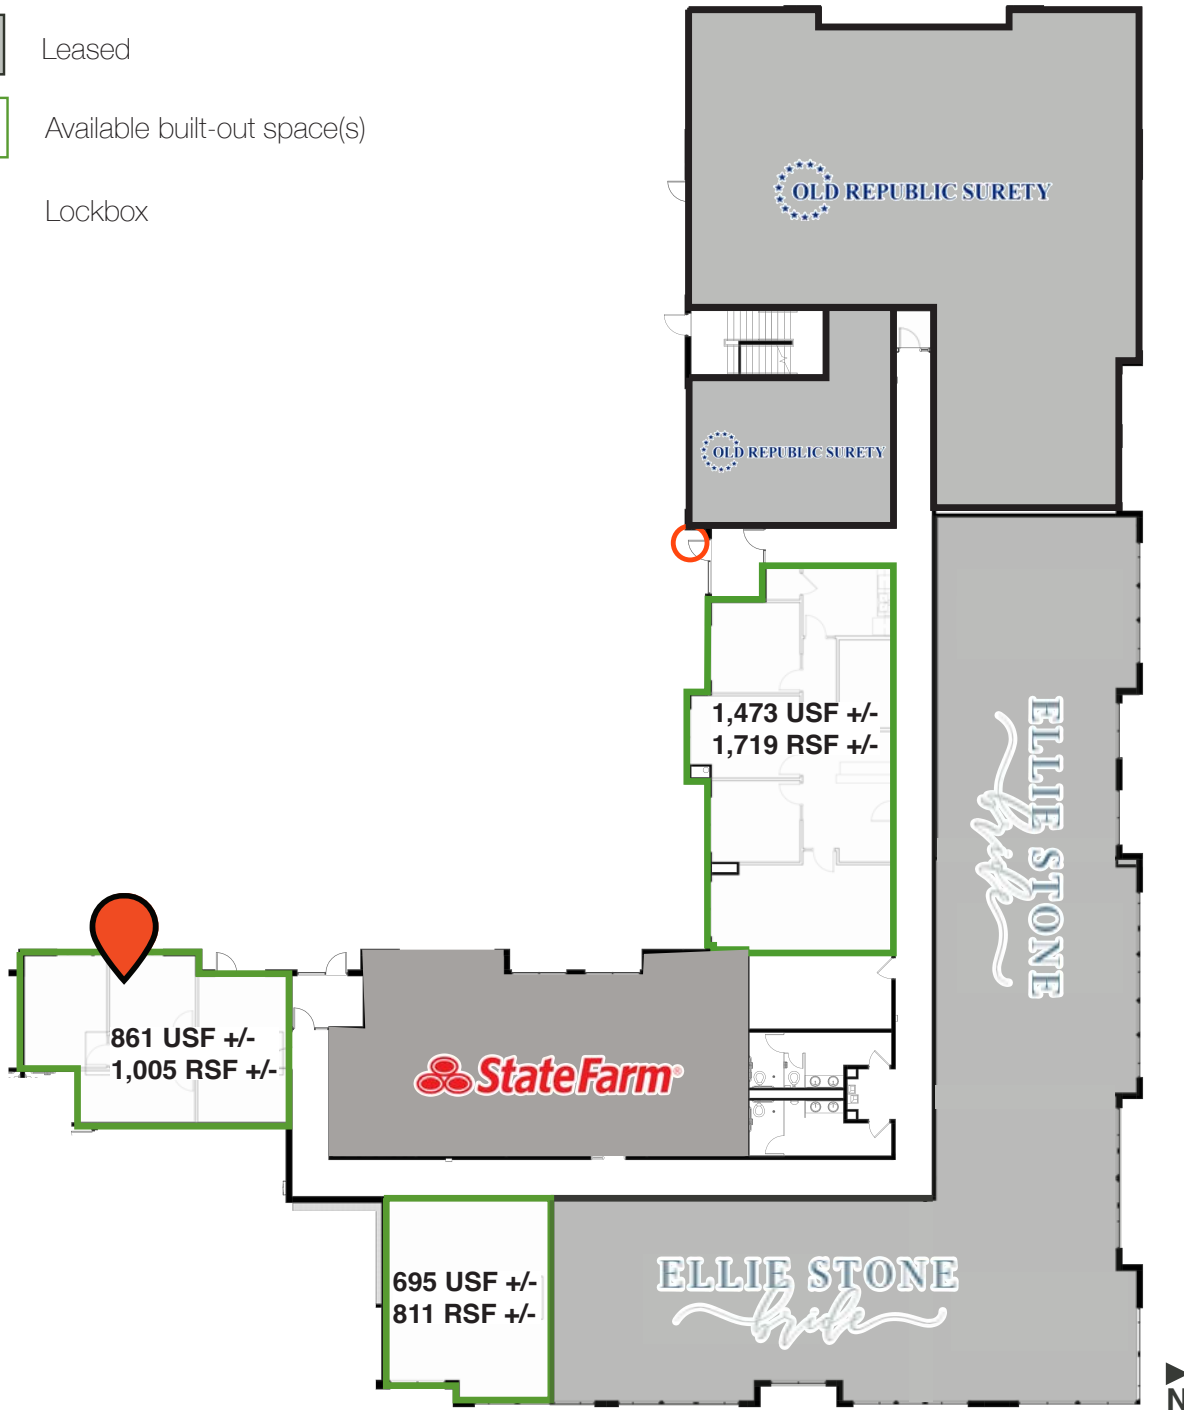 Leased
Available built-out space(s)
Lockbox
OLD REPUBLIC SURETY
OLD REPUBLIC SURETY
1,473 USF +/-
1,719 RSF +/-
ELLIE STONE
bride
861 USF +/-
1,005 RSF +/-
StateFarm®
695 USF +/-
811 RSF +/-
ELLIE STONE
bride
N